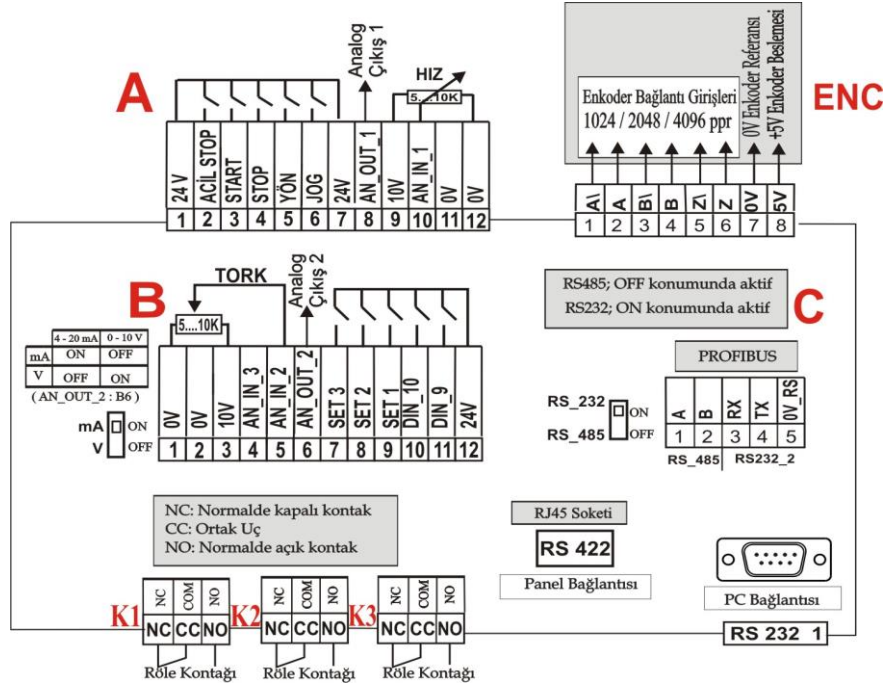 A
Analog
Çıkış 1
HIZ
5....10K
24 V
ACİL STOP
START
STOP
YÖN
JOG
24V
AN_OUT_1
10V
AN_IN_1
0V
0V
1 2 3 4 5 6 7 8 9 10 11 12
Enkoder Bağlantı Girişleri
1024 / 2048 / 4096 ppr
0V Enkoder Referansı
+5V Enkoder Beslemesi
ENC
A\
A
B\
B
Z\
Z
0V
5V
1 2 3 4 5 6 7 8
B
TORK
5....10K
Analog
Çıkış 2
4 - 20 mA 0 - 10 V
mA ON OFF
V OFF ON
( AN_OUT_2 : B6 )
mA ON
V OFF
0V
0V
10V
AN_IN_3
AN_IN_2
AN_OUT_2
SET 3
SET 2
SET 1
DIN_10
DIN_9
24V
1 2 3 4 5 6 7 8 9 10 11 12
RS485; OFF konumunda aktif
RS232; ON konumunda aktif
C
PROFIBUS
RS_232 ON
RS_485 OFF
A
B
RX
TX
0V_RS
1 2 3 4 5
RS_485 RS232_2
NC: Normalde kapalı kontak
CC: Ortak Uç
NO: Normalde açık kontak
RJ45 Soketi
RS 422
Panel Bağlantısı
PC Bağlantısı
RS 232 1
K1
NC COM NO
NC CC NO
Röle Kontağı
K2
NC COM NO
NC CC NO
Röle Kontağı
K3
NC COM NO
NC CC NO
Röle Kontağı